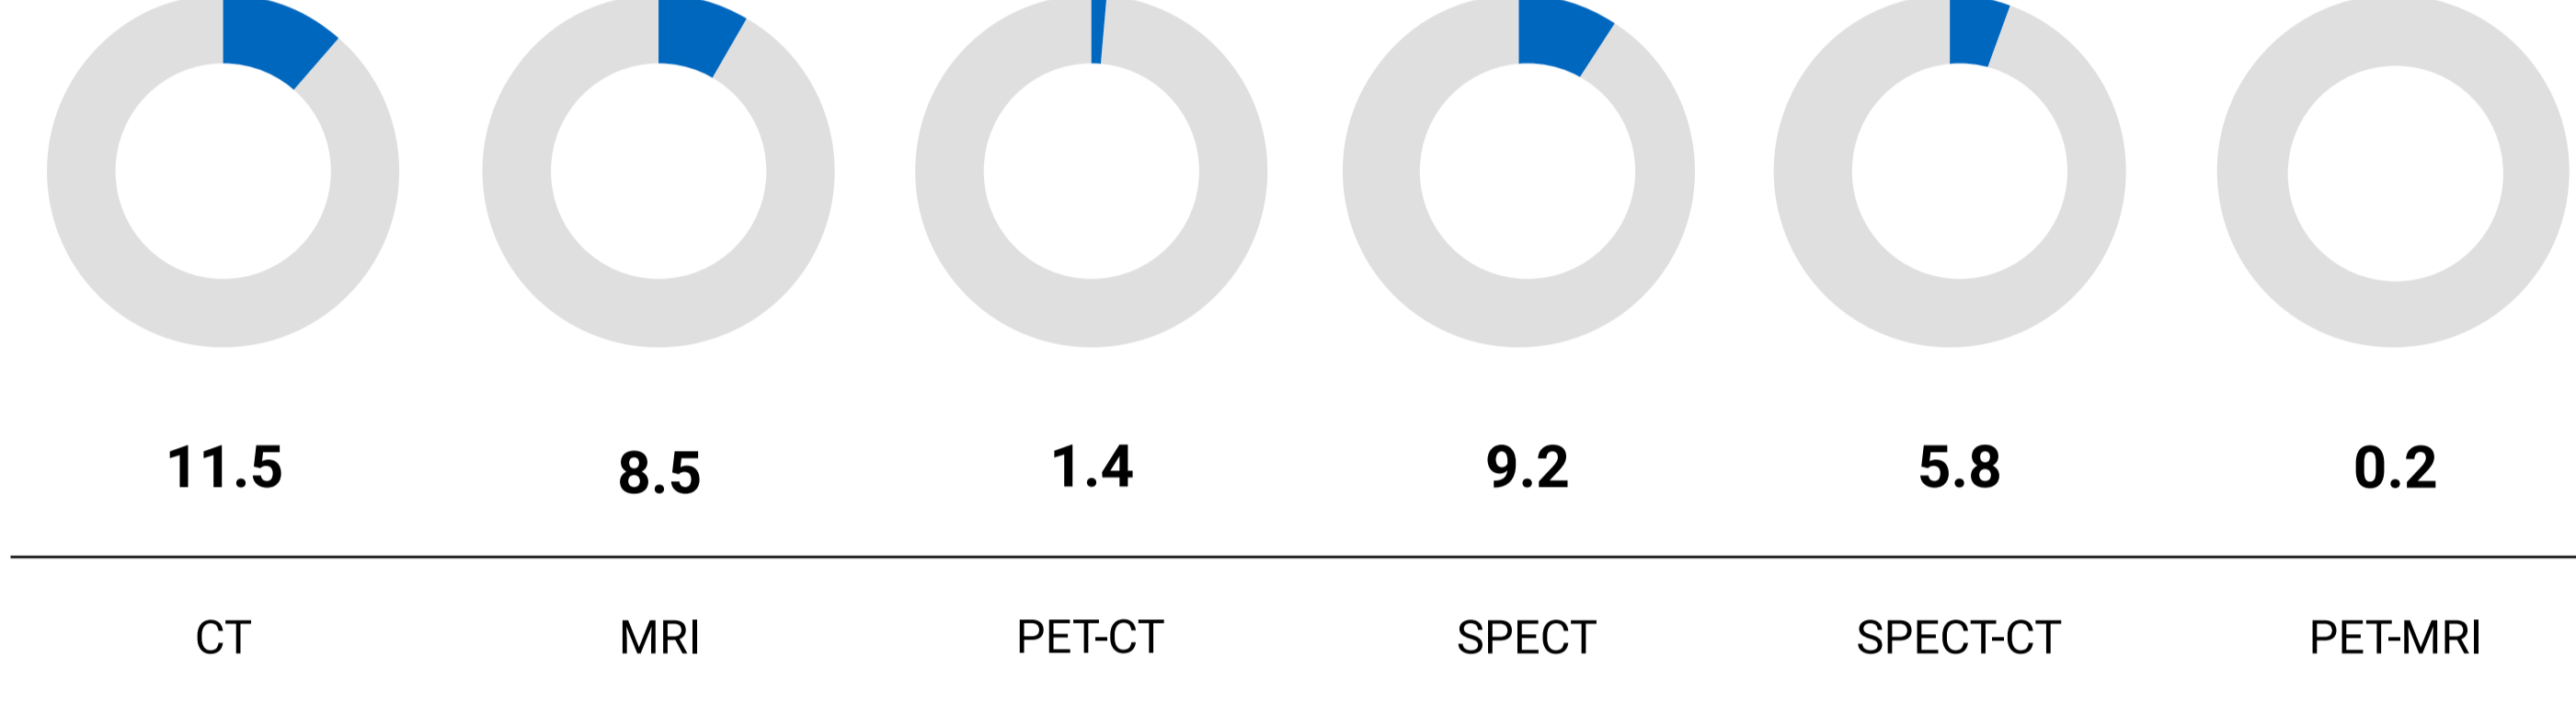 11.5 8.5 1.4 9.2 5.8 0.2
CT MRI PET-CT SPECT SPECT-CT PET-MRI